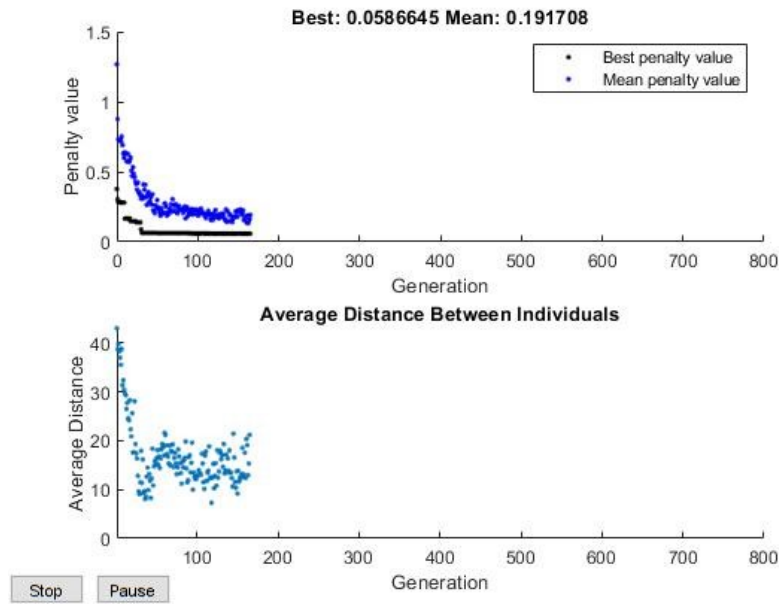 Best: 0.0586645 Mean: 0.191708
1.5
1
0.5
0
Penalty value
Best penalty value
Mean penalty value
0 100 200 300 400 500 600 700 800
Generation
Average Distance Between Individuals
40
30
20
10
0
Average Distance
100 200 300 400 500 600 700 800
Generation
Stop Pause